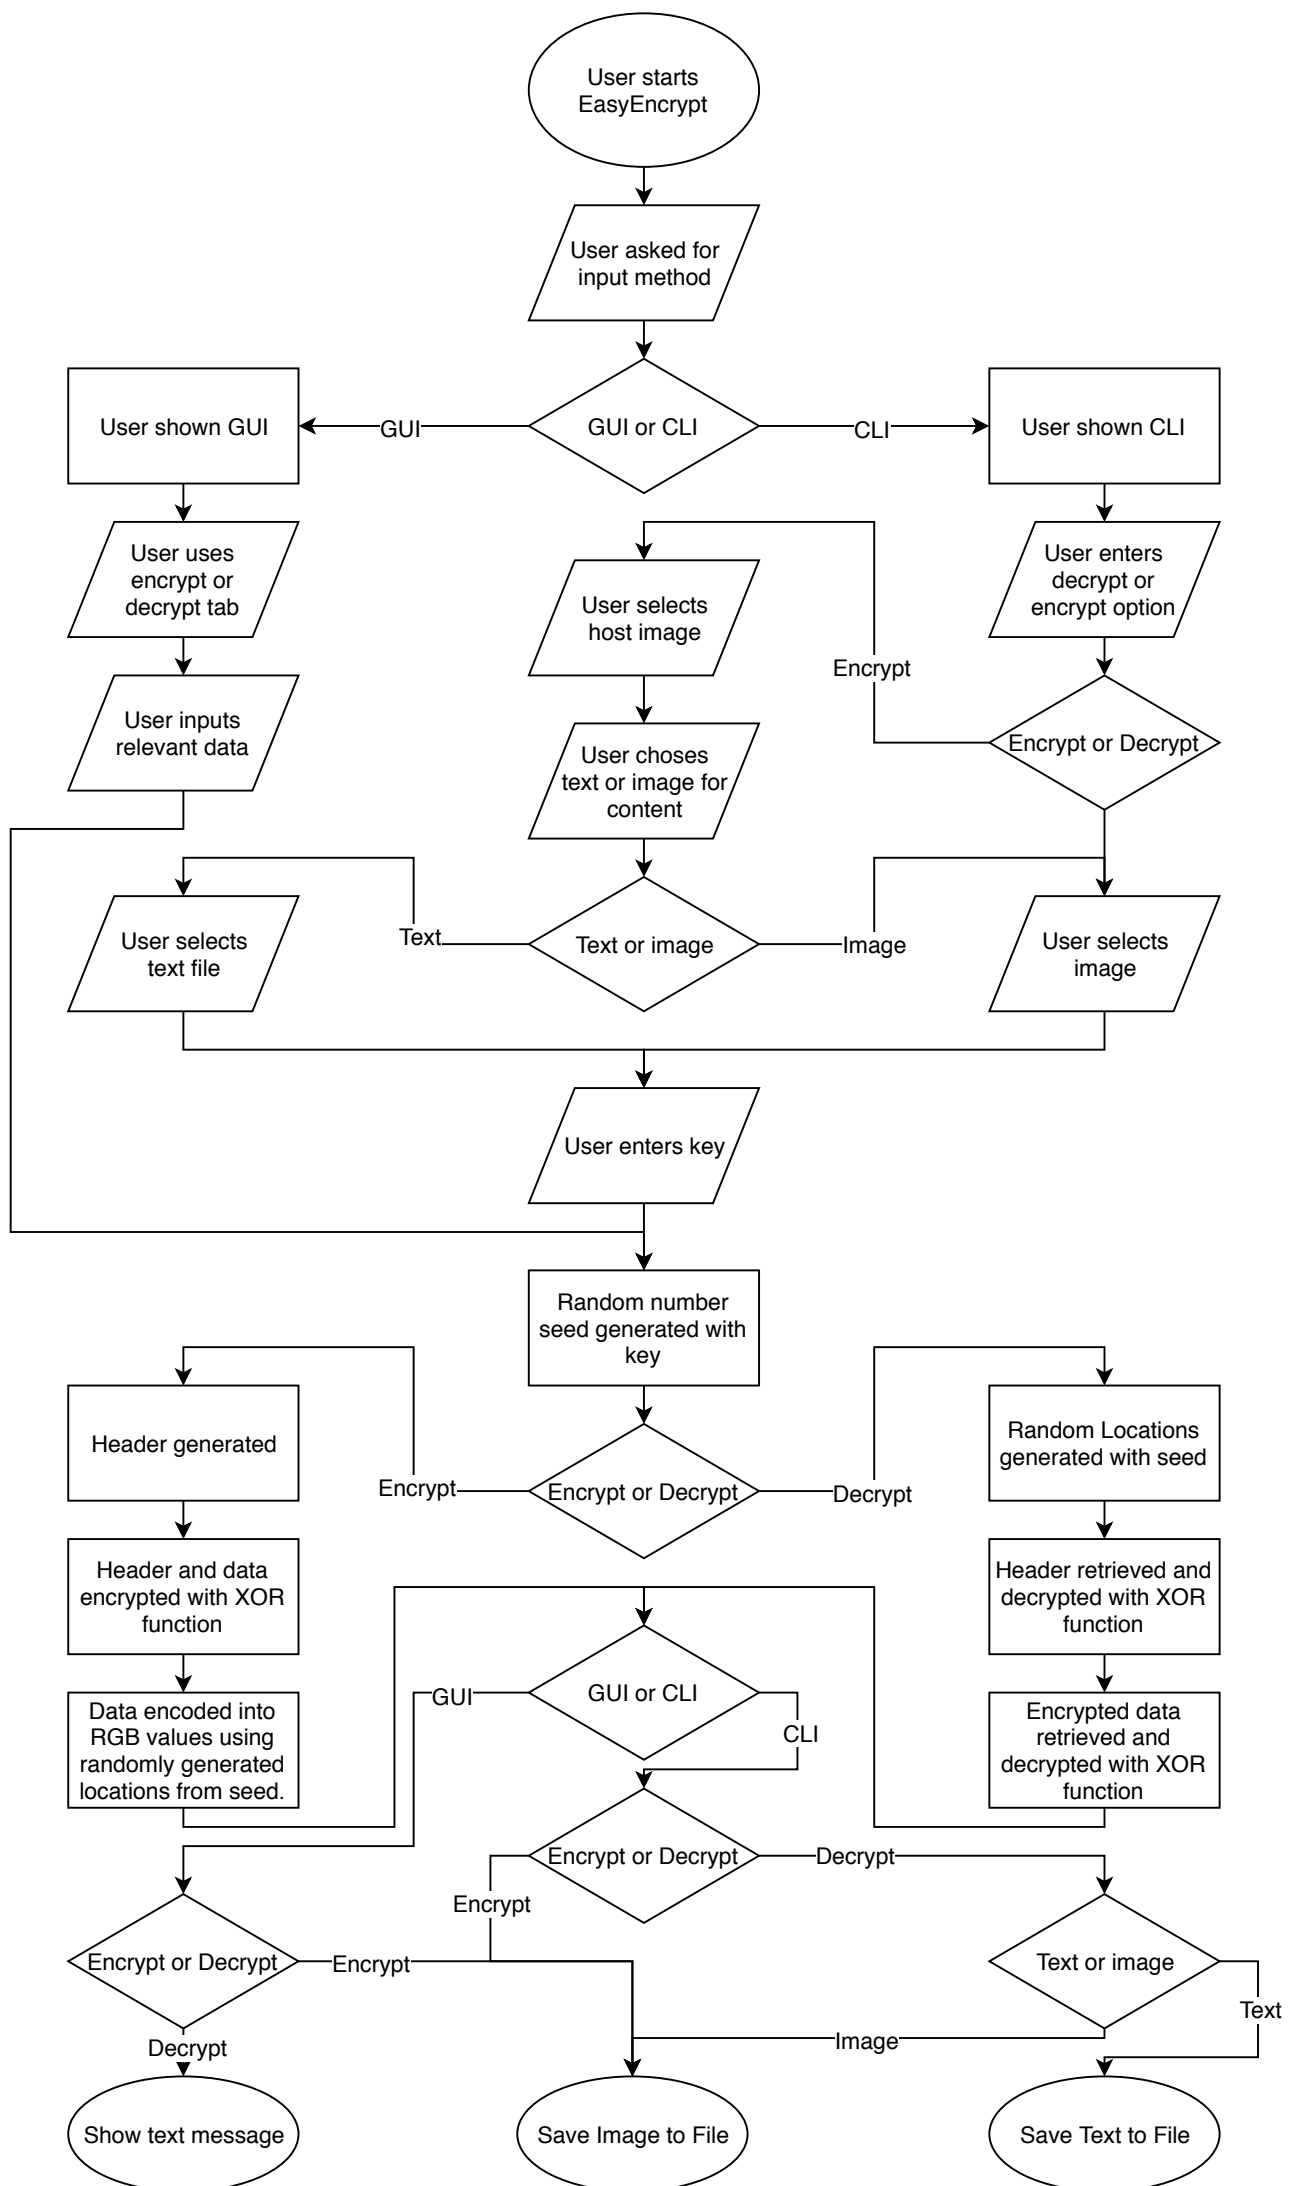 User starts
EasyEncrypt
User asked for
input method
User shown GUI
GUI
GUI or CLI
CLI
User shown CLI
User uses
encrypt or
decrypt tab
User selects
host image
User enters
decrypt or
encrypt option
Encrypt
User inputs
relevant data
User choses
text or image for
content
Encrypt or Decrypt
User selects
text file
Text
Text or image
Image
User selects
image
User enters key
Random number
seed generated with
key
Header generated
Encrypt
Encrypt or Decrypt
Decrypt
Random Locations
generated with seed
Header and data
encrypted with XOR
function
Header retrieved and
decrypted with XOR
function
GUI
GUI or CLI
CLI
Data encoded into
RGB values using
randomly generated
locations from seed.
Encrypted data
retrieved and
decrypted with XOR
function
Encrypt or Decrypt
Decrypt
Encrypt
Encrypt or Decrypt
Encrypt
Text or image
Text
Decrypt
Image
Show text message
Save Image to File
Save Text to File